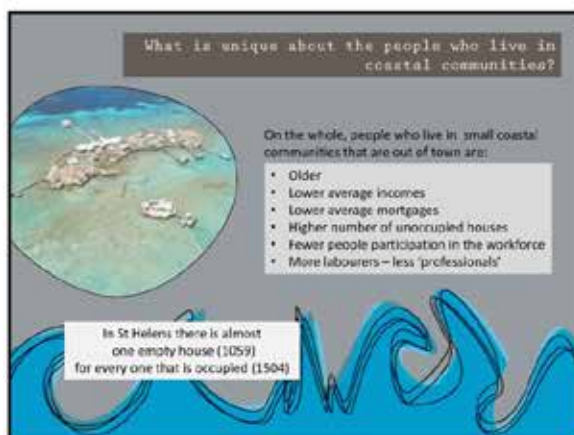 What is unique about the people who live in
coastal communities?
On the whole, people who live in small coastal
communities that are out of town are:
• Older
• Lower average incomes
• Lower average mortgages
• Higher number of unoccupied houses
• Fewer people participation in the workforce
• More labourers – less 'professionals'
In St Helens there is almost
one empty house (1059)
for every one that is occupied (1504)